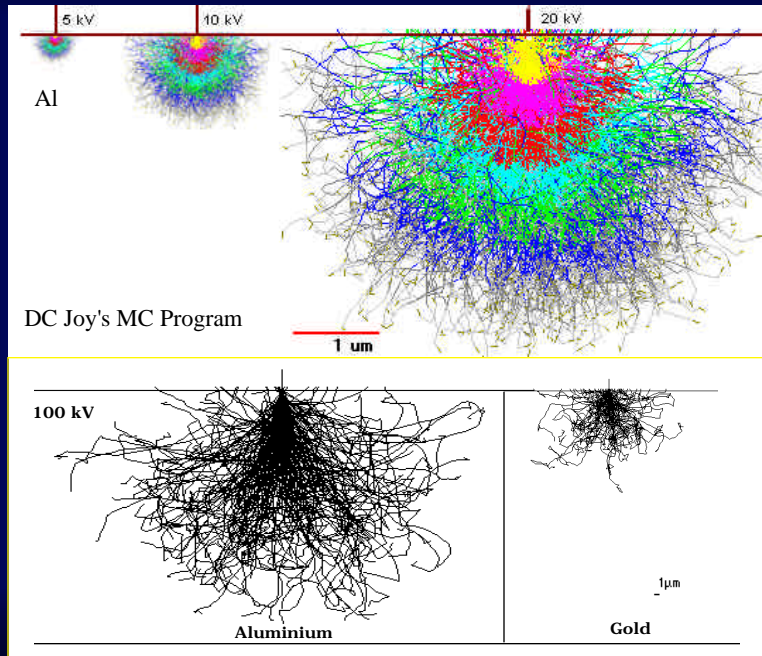 5 kV
10 kV
20 kV
Al
DC Joy's MC Program
1 um
100 kV
1μm
Aluminium
Gold